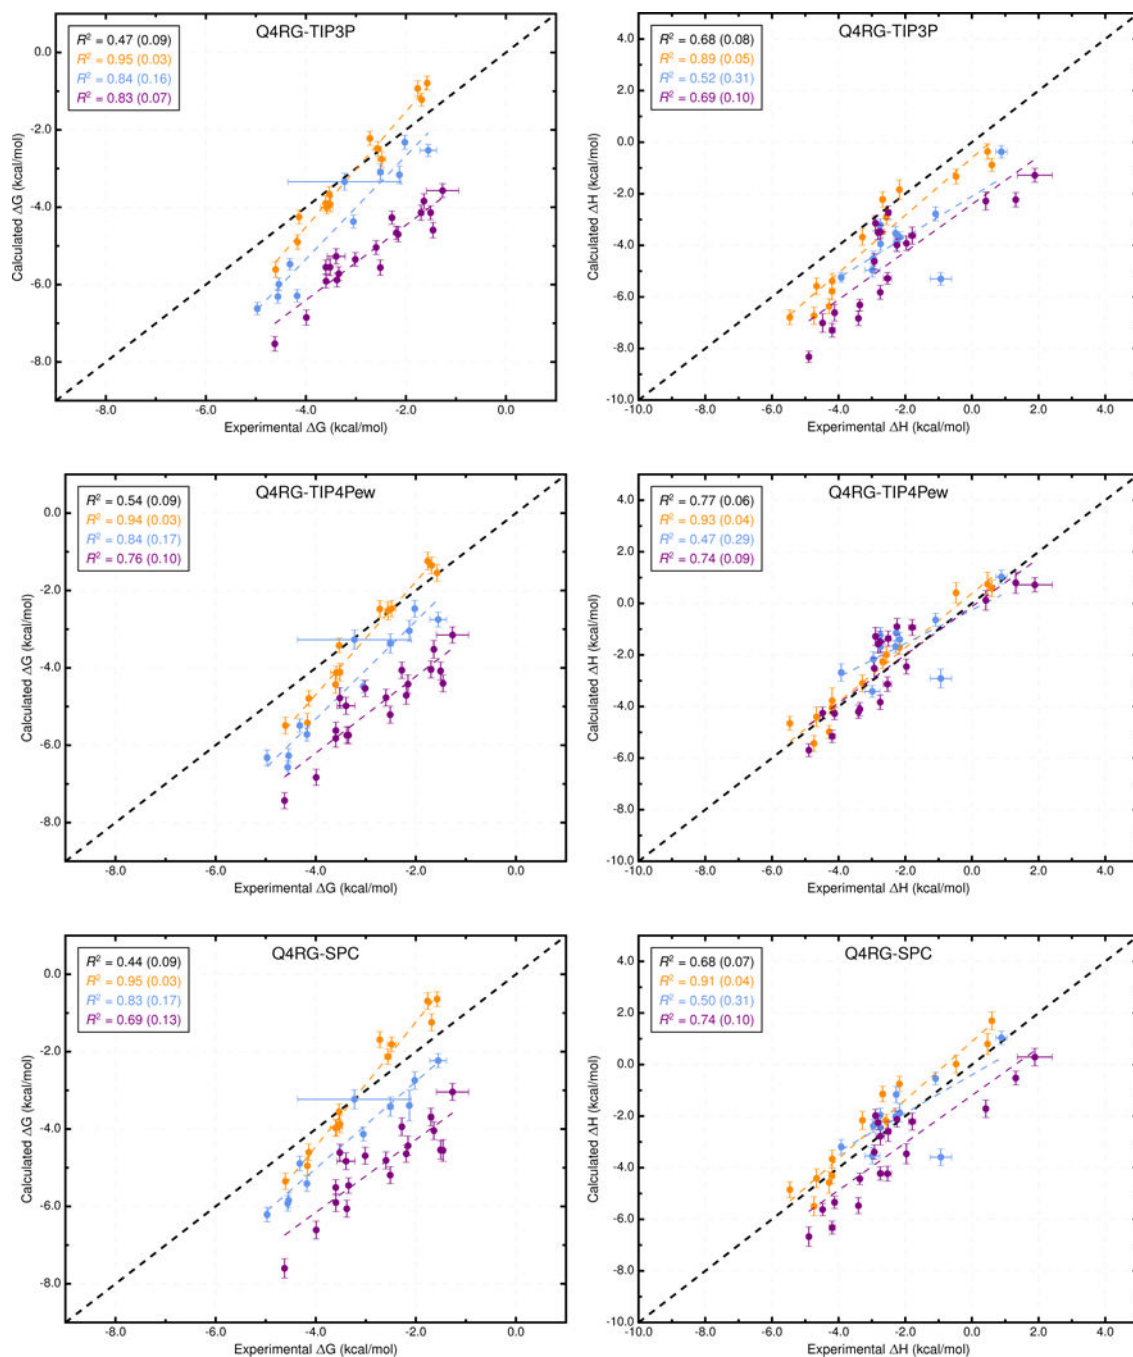 Q4RG-TIP3P
R² = 0.47 (0.09)
R² = 0.95 (0.03)
R² = 0.84 (0.16)
R² = 0.83 (0.07)
0.0
-2.0
-4.0
-6.0
-8.0
Calculated ΔG (kcal/mol)
-8.0 -6.0 -4.0 -2.0 0.0
Experimental ΔG (kcal/mol)
Q4RG-TIP3P
R² = 0.68 (0.08)
R² = 0.89 (0.05)
R² = 0.52 (0.31)
R² = 0.69 (0.10)
4.0
2.0
0.0
-2.0
-4.0
-6.0
-8.0
-10.0
Calculated ΔH (kcal/mol)
-10.0 -8.0 -6.0 -4.0 -2.0 0.0 2.0 4.0
Experimental ΔH (kcal/mol)
Q4RG-TIP4Pew
R² = 0.54 (0.09)
R² = 0.94 (0.03)
R² = 0.84 (0.17)
R² = 0.76 (0.10)
0.0
-2.0
-4.0
-6.0
-8.0
Calculated ΔG (kcal/mol)
-8.0 -6.0 -4.0 -2.0 0.0
Experimental ΔG (kcal/mol)
Q4RG-TIP4Pew
R² = 0.77 (0.06)
R² = 0.93 (0.04)
R² = 0.47 (0.29)
R² = 0.74 (0.09)
4.0
2.0
0.0
-2.0
-4.0
-6.0
-8.0
-10.0
Calculated ΔH (kcal/mol)
-10.0 -8.0 -6.0 -4.0 -2.0 0.0 2.0 4.0
Experimental ΔH (kcal/mol)
Q4RG-SPC
R² = 0.44 (0.09)
R² = 0.95 (0.03)
R² = 0.83 (0.17)
R² = 0.69 (0.13)
0.0
-2.0
-4.0
-6.0
-8.0
Calculated ΔG (kcal/mol)
-8.0 -6.0 -4.0 -2.0 0.0
Experimental ΔG (kcal/mol)
Q4RG-SPC
R² = 0.68 (0.07)
R² = 0.91 (0.04)
R² = 0.50 (0.31)
R² = 0.74 (0.10)
4.0
2.0
0.0
-2.0
-4.0
-6.0
-8.0
-10.0
Calculated ΔH (kcal/mol)
-10.0 -8.0 -6.0 -4.0 -2.0 0.0 2.0 4.0
Experimental ΔH (kcal/mol)